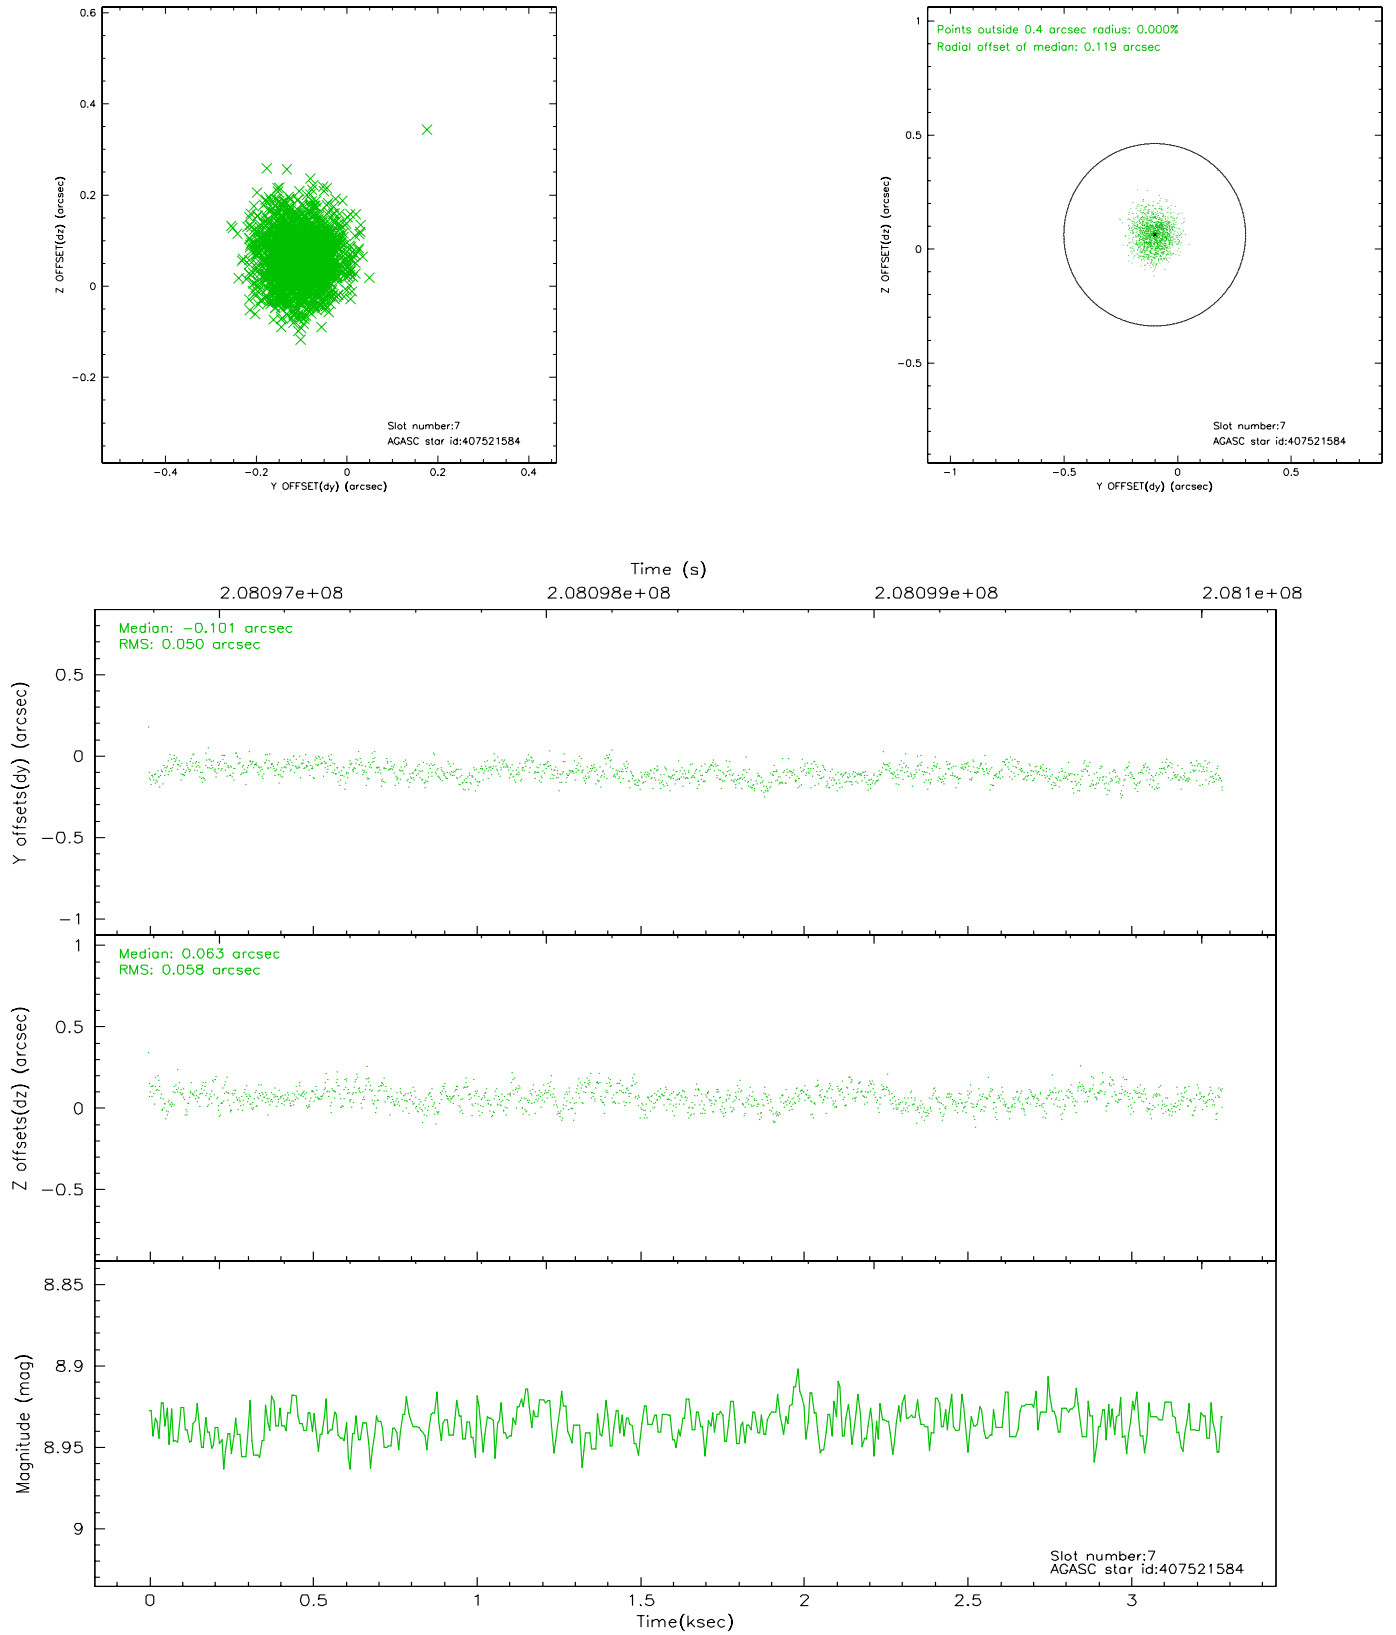 0.6
0.4
0.2
0
−0.2
Z OFFSET(dz) (arcsec)
−0.4 −0.2 0 0.2 0.4
Y OFFSET(dy) (arcsec)
Slot number:7
AGASC star id:407521584
Points outside 0.4 arcsec radius: 0.000%
Radial offset of median: 0.119 arcsec
1
0.5
0
−0.5
Z OFFSET(dz) (arcsec)
−1 −0.5 0 0.5
Y OFFSET(dy) (arcsec)
Slot number:7
AGASC star id:407521584
Time (s)
2.08097e+08 2.08098e+08 2.08099e+08 2.081e+08
Median: −0.101 arcsec
RMS: 0.050 arcsec
0.5
0
−0.5
−1
Y offsets(dy) (arcsec)
Median: 0.063 arcsec
RMS: 0.058 arcsec
1
0.5
0
−0.5
Z offsets(dz) (arcsec)
8.85
8.9
8.95
9
Magnitude (mag)
Slot number:7
AGASC star id:407521584
0 0.5 1 1.5 2 2.5 3
Time(ksec)